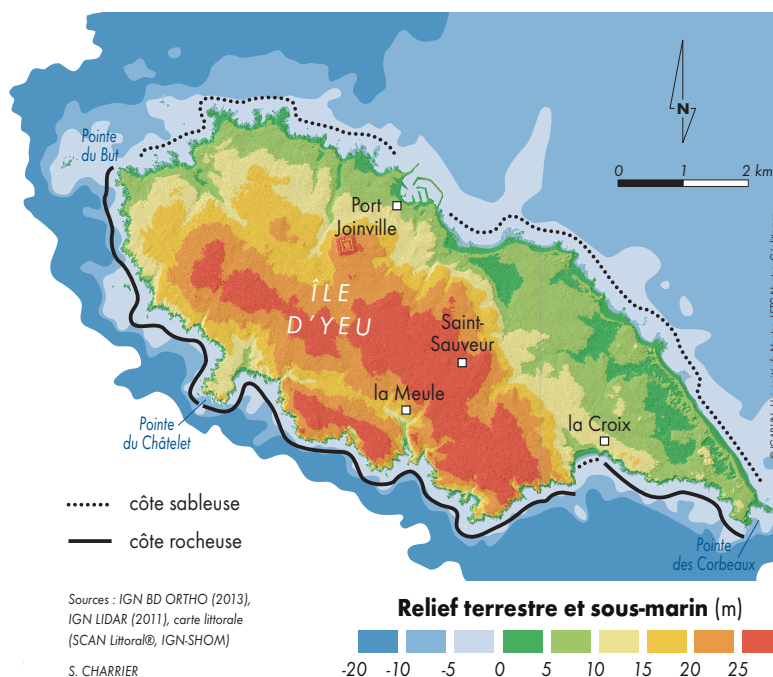 Pointe
du But
N
0 1 2 km
Port
Joinville
ÎLE
D'YEU
Saint-
Sauveur
la Meule
la Croix
Pointe
du Châtelet
Pointe
des Corbeaux
côte sableuse
côte rocheuse
Sources : IGN BD ORTHO (2013),
IGN LIDAR (2011), carte littorale
(SCAN Littoral®, IGN-SHOM)
S. CHARRIER
Relief terrestre et sous-marin (m)
-20 -10 -5 0 5 10 15 20 25